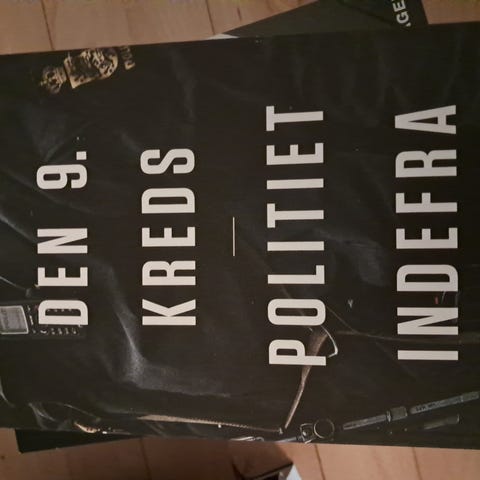 DEN 9.
KREDS
POLITIET
INDEFRA